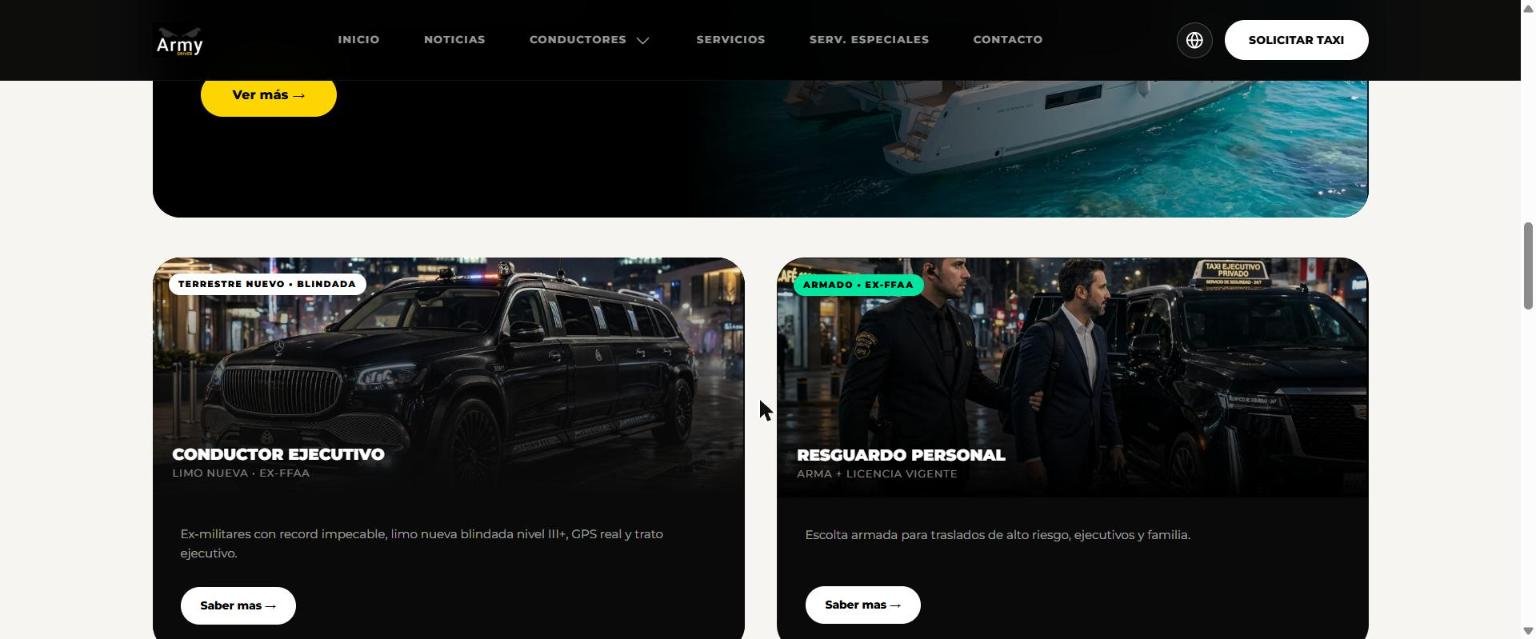 Army
INICIO
NOTICIAS
CONDUCTORES
SERVICIOS
SERV. ESPECIALES
CONTACTO
SOLICITAR TAXI
Ver más →
TERRESTRE NUEVO • BLINDADA
CONDUCTOR EJECUTIVO
LIMO NUEVA • EX-FFAA
Ex-militares con record impecable, limo nueva blindada nivel III+, GPS real y trato
ejecutivo.
Saber mas →
ARMADO • EX-FFAA
TAXI EJECUTIVO
PRIVADO
RESGUARDO PERSONAL
ARMA + LICENCIA VIGENTE
Escolta armada para traslados de alto riesgo, ejecutivos y familia.
Saber mas →